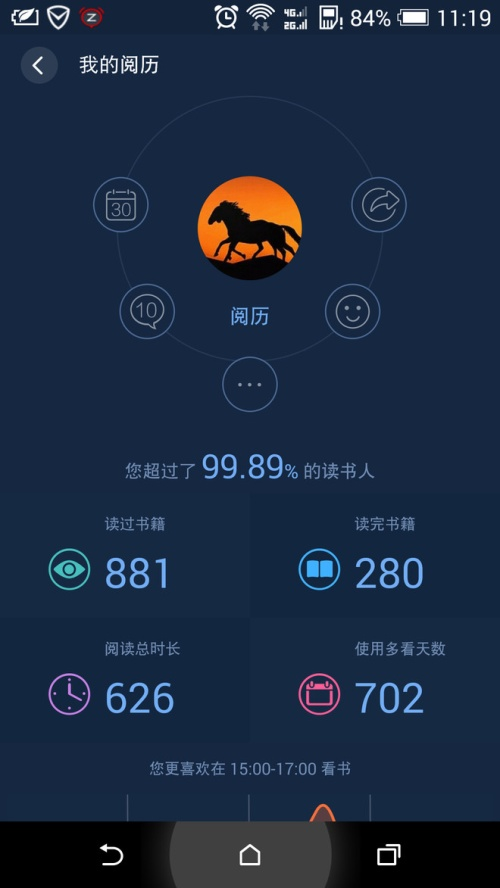 Z 4G 2G 84% 11:19
我的阅历
30
10
阅历
您超过了 99.89% 的读书人
读过书籍 读完书籍
881 280
阅读总时长 使用多看天数
626 702
您更喜欢在 15:00-17:00 看书